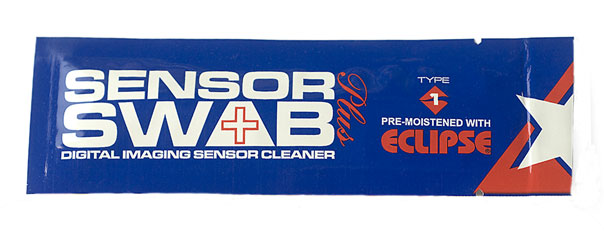 SENSOR
SWAB
Plus
DIGITAL IMAGING SENSOR CLEANER
TYPE
1
PRE-MOISTENED WITH
ECLIPSE